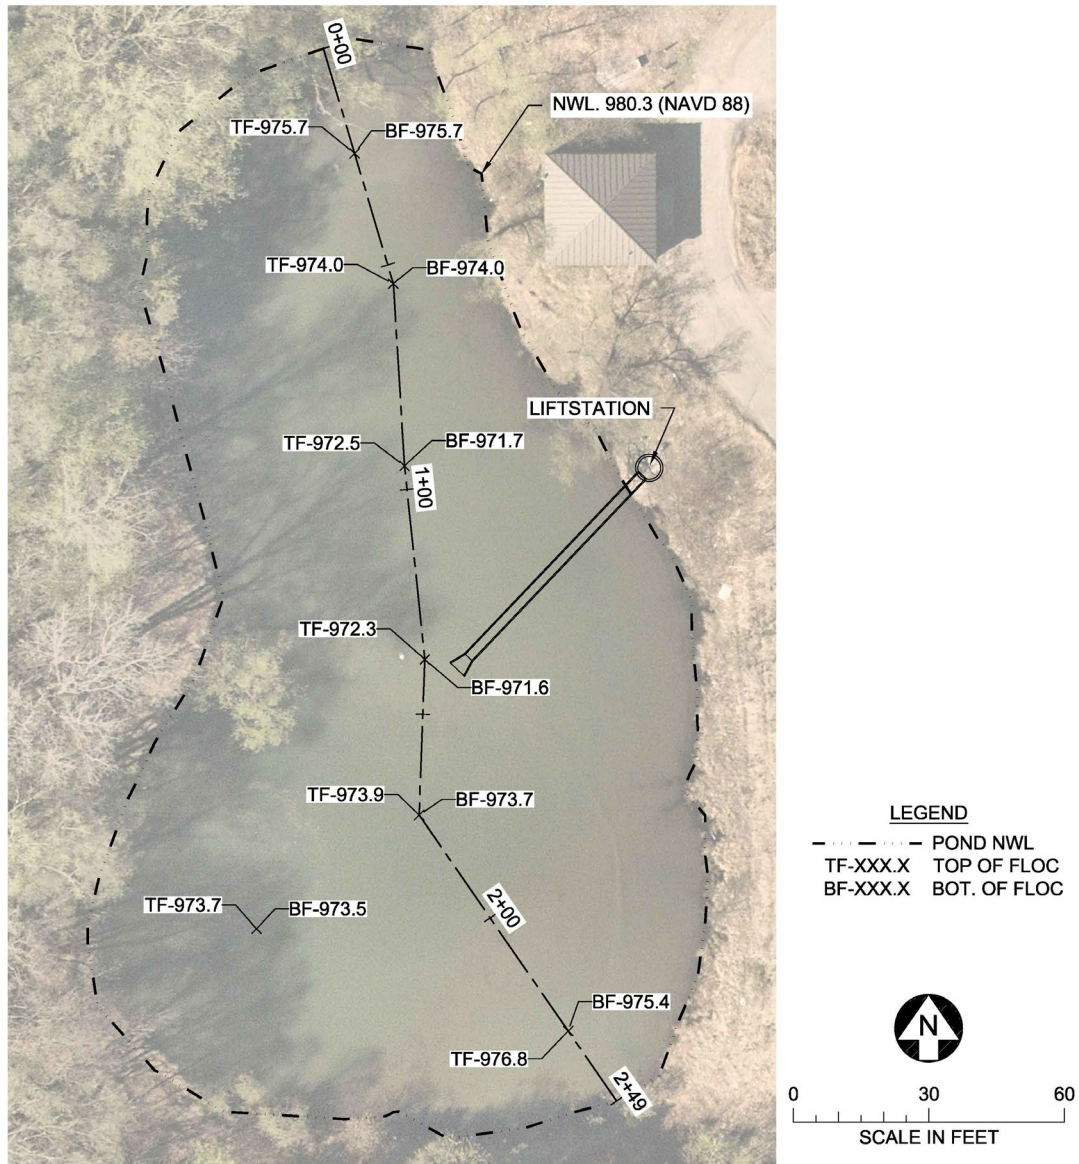 0+00
NWL. 980.3 (NAVD 88)
TF-975.7
BF-975.7
TF-974.0
BF-974.0
LIFTSTATION
TF-972.5
BF-971.7
1+00
TF-972.3
BF-971.6
TF-973.9
BF-973.7
LEGEND
POND NWL
TF-XXX.X TOP OF FLOC
BF-XXX.X BOT. OF FLOC
TF-973.7
BF-973.5
2+00
BF-975.4
TF-976.8
N
2+49
0 30 60
SCALE IN FEET